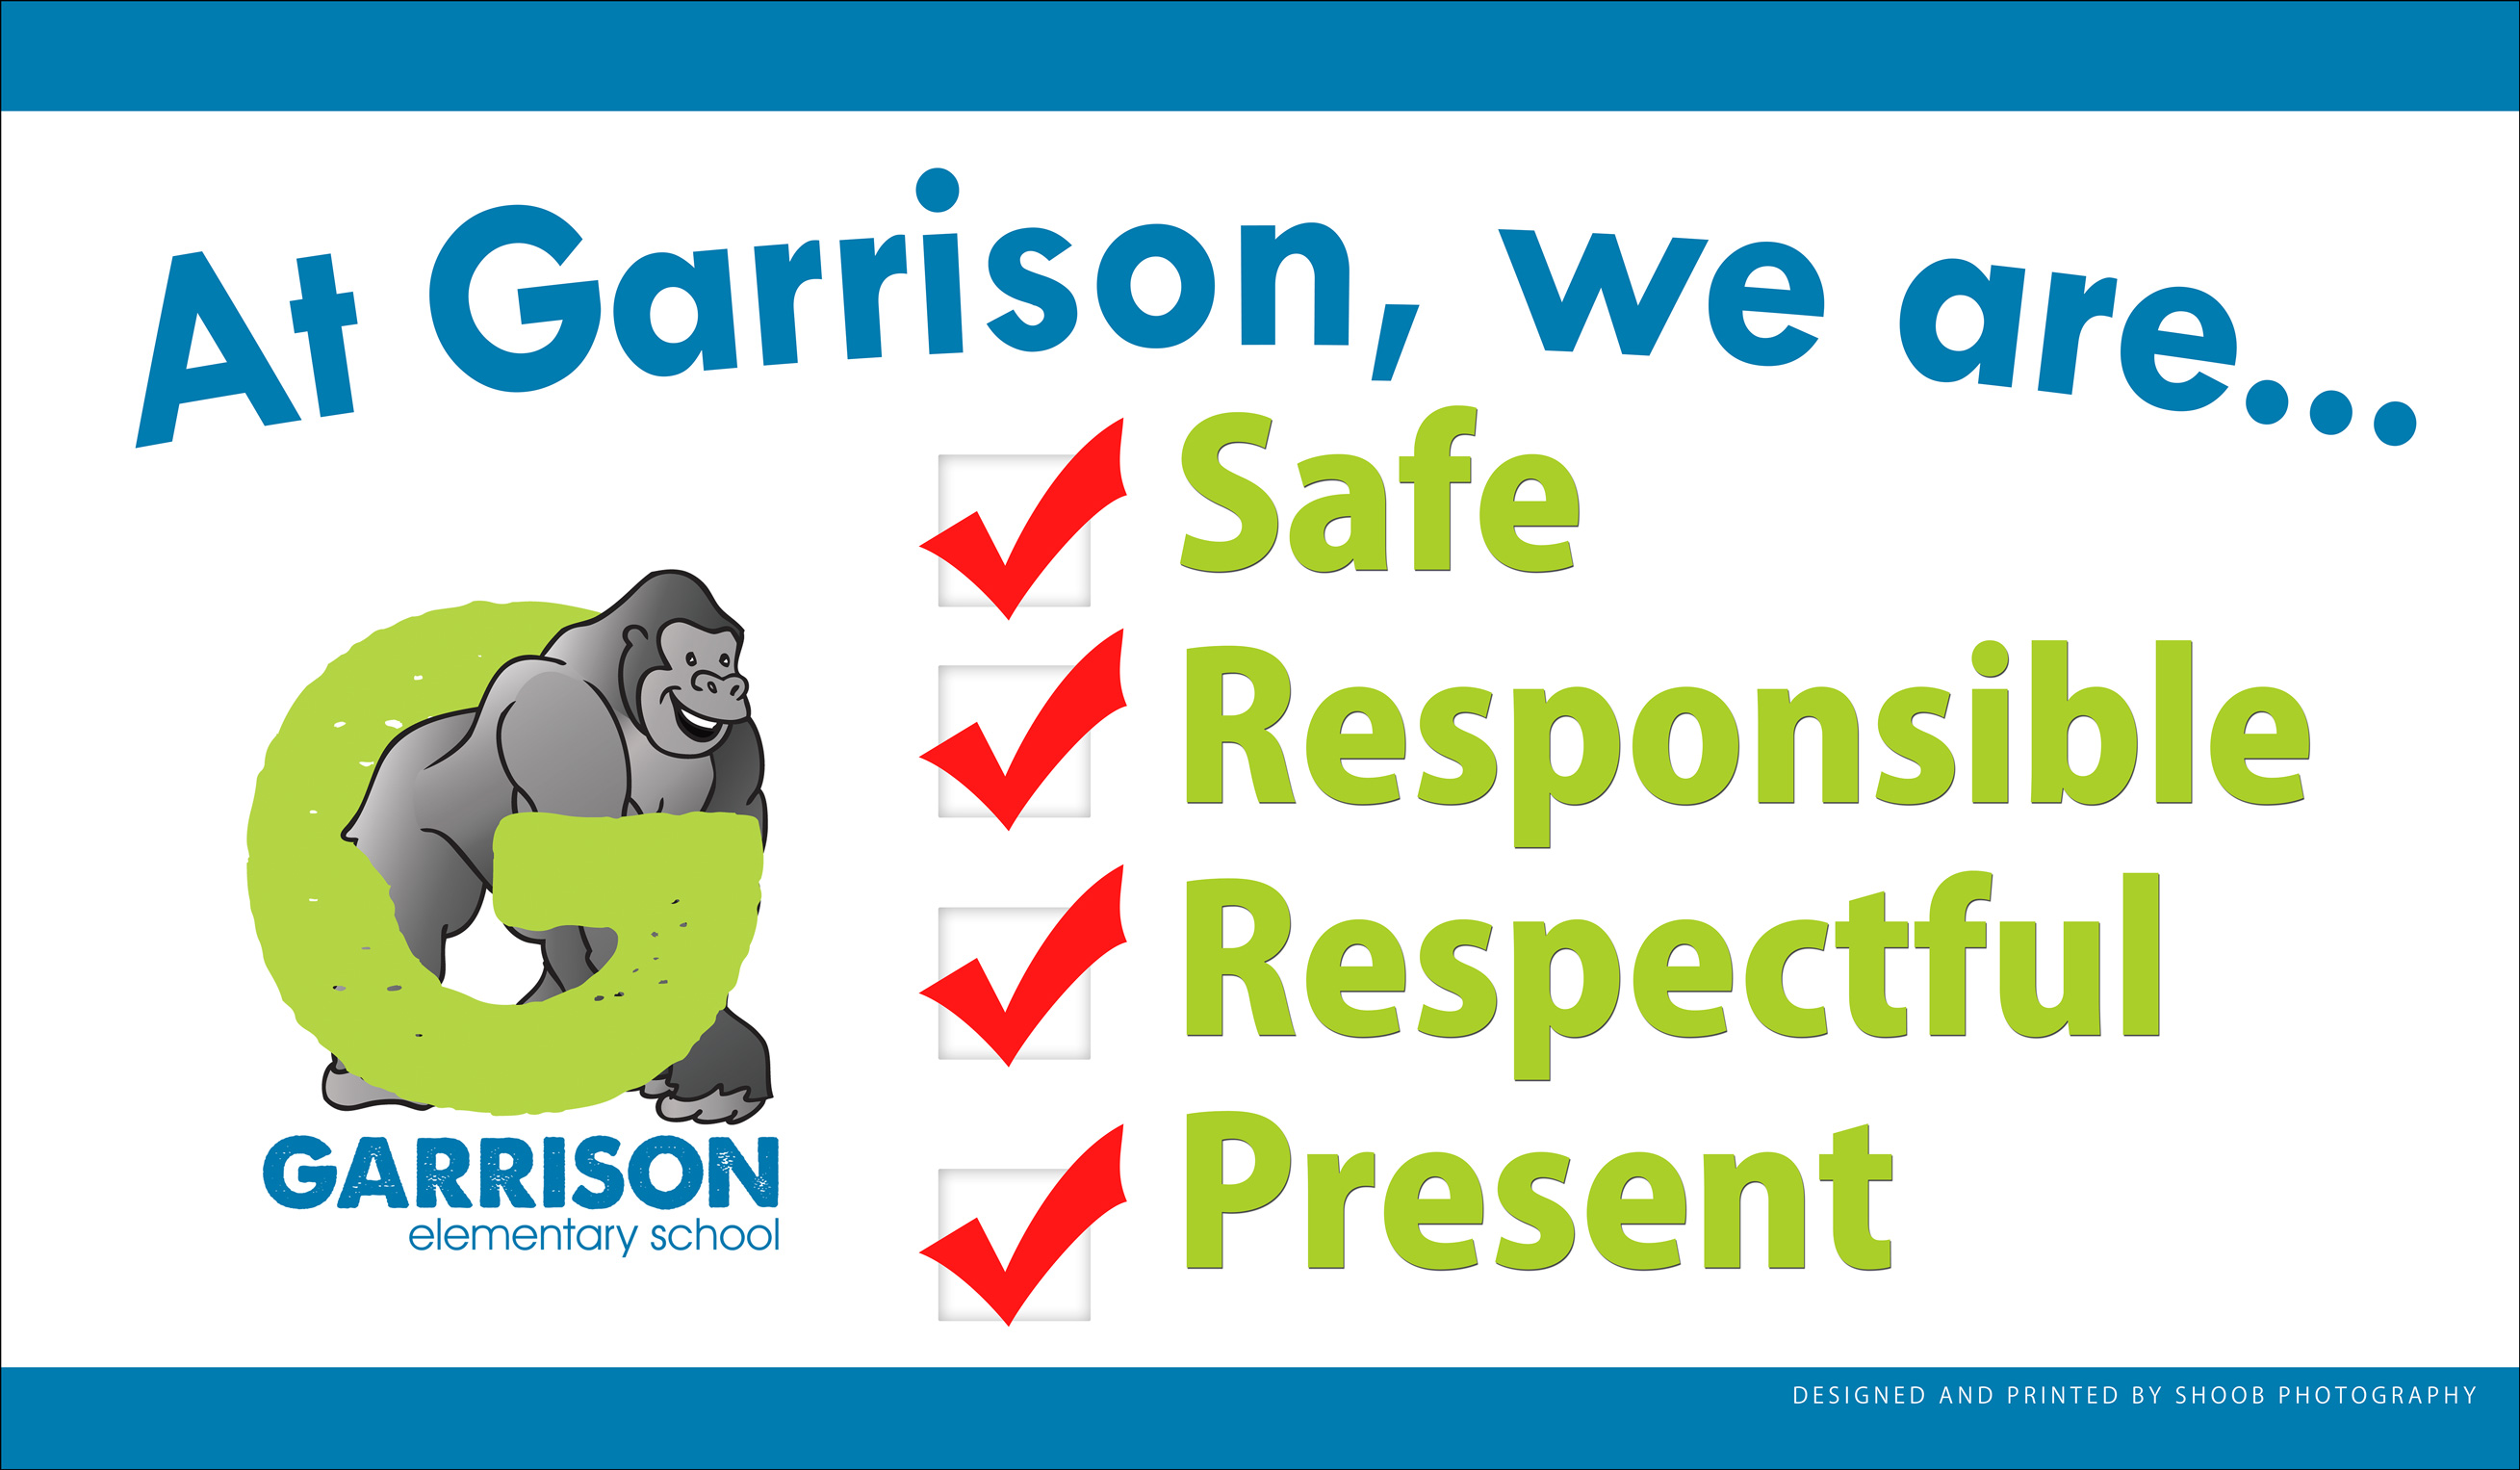 At Garrison, we are...
Safe
Responsible
Respectful
Present
G
GARRISON
elementary school
DESIGNED AND PRINTED BY SHOOB PHOTOGRAPHY